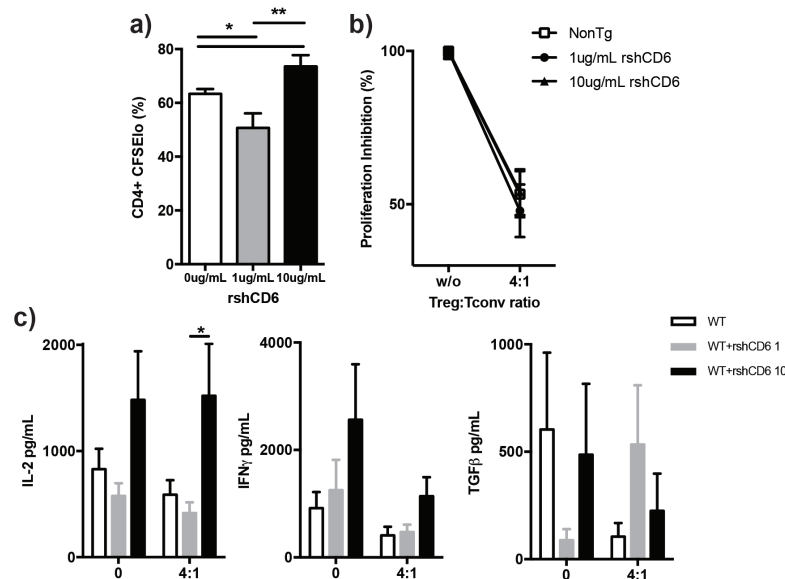 a)
*
**
80
60
40
20
0
CD4+ CFSElo (%)
0ug/mL 1ug/mL 10ug/mL
rshCD6
b)
NonTg
1ug/mL rshCD6
10ug/mL rshCD6
100
50
Proliferation Inhibition (%)
w/o 4:1
Treg:Tconv ratio
c)
WT
WT+rshCD6 1
WT+rshCD6 10
2000
1000
0
IL-2 pg/mL
*
0 4:1
4000
2000
0
IFNγ pg/mL
0 4:1
1000
500
0
TGFβ pg/mL
0 4:1